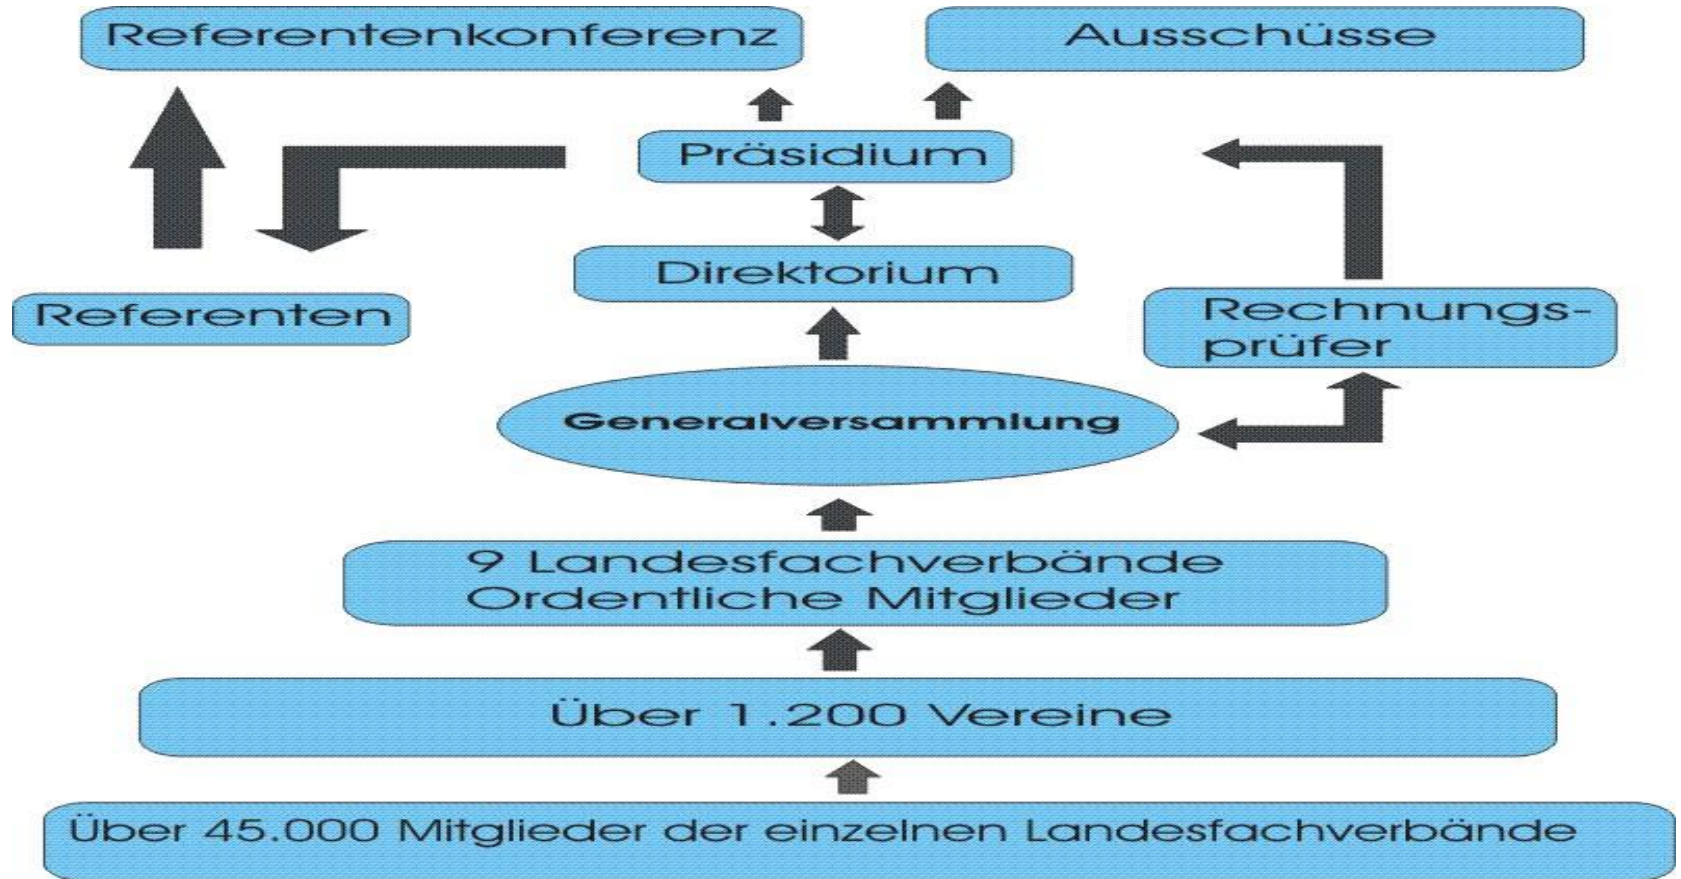 Referentenkonferenz
Ausschüsse
Präsidium
Direktorium
Referenten
Rechnungs-
prüfer
Generalversammlung
9 Landesfachverbände
Ordentliche Mitglieder
Über 1.200 Vereine
Über 45.000 Mitglieder der einzelnen Landesfachverbände